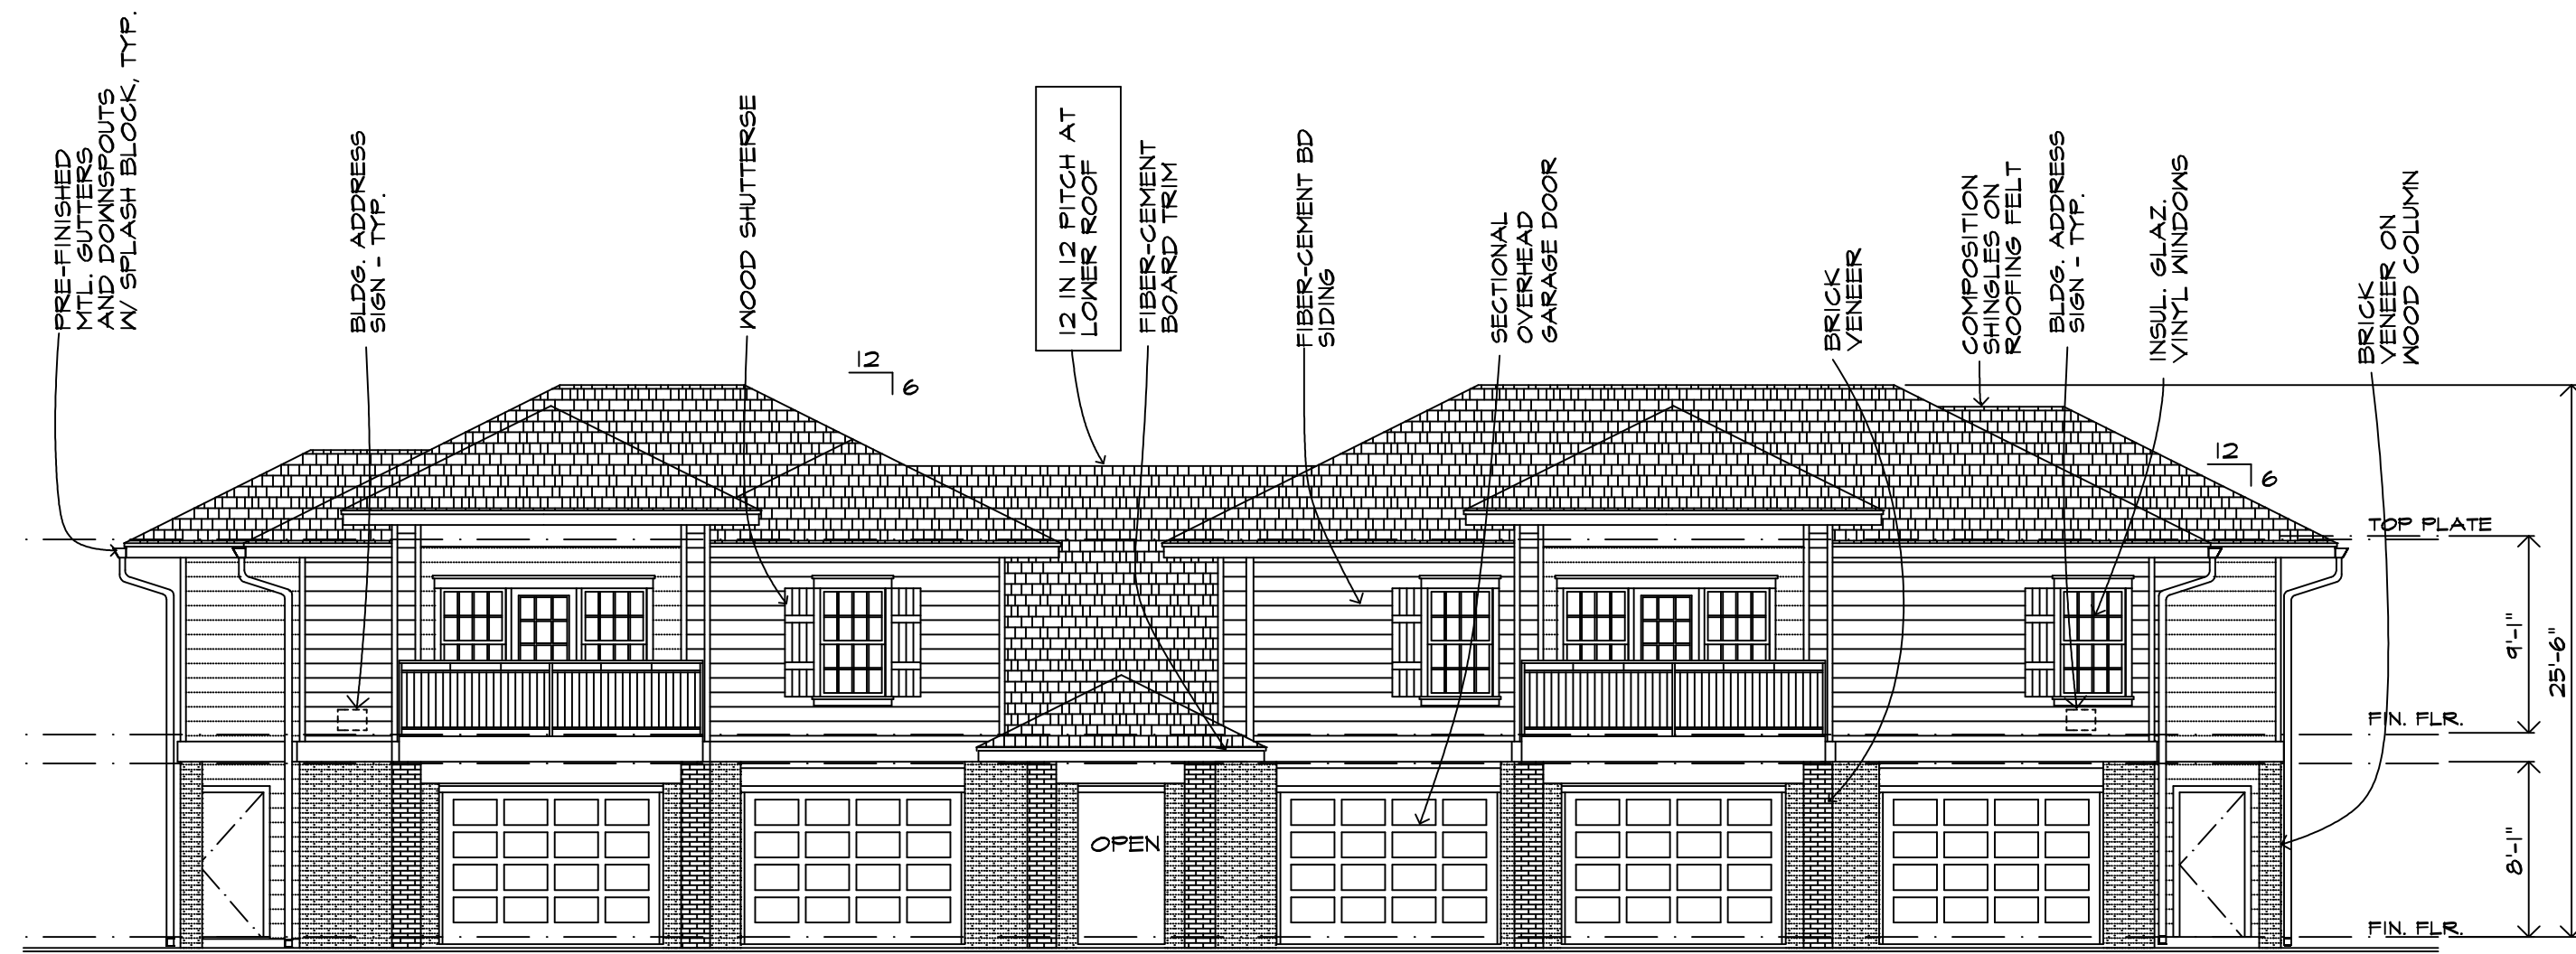 PRE-FINISHED
MTL. GUTTERS
AND DOWNSPOUTS
W/ SPLASH BLOCK, TYP.
BLDG. ADDRESS
SIGN - TYP.
WOOD SHUTTERSE
12 IN 12 PITCH AT
LOWER ROOF
FIBER-CEMENT
BOARD TRIM
FIBER-CEMENT BD
SIDING
SECTIONAL
OVERHEAD
GARAGE DOOR
BRICK
VENEER
COMPOSITION
SHINGLES ON
ROOFING FELT
BLDG. ADDRESS
SIGN - TYP.
INSUL. GLAZ.
VINYL WINDOWS
BRICK
VENEER ON
WOOD COLUMN
12
6
12
6
TOP PLATE
9'-1"
25'-6"
FIN. FLR.
8'-1"
OPEN
FIN. FLR.